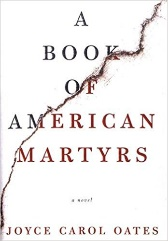 A
BOOK
OF
AMERICAN
MARTYRS
a novel
JOYCE CAROL OATES